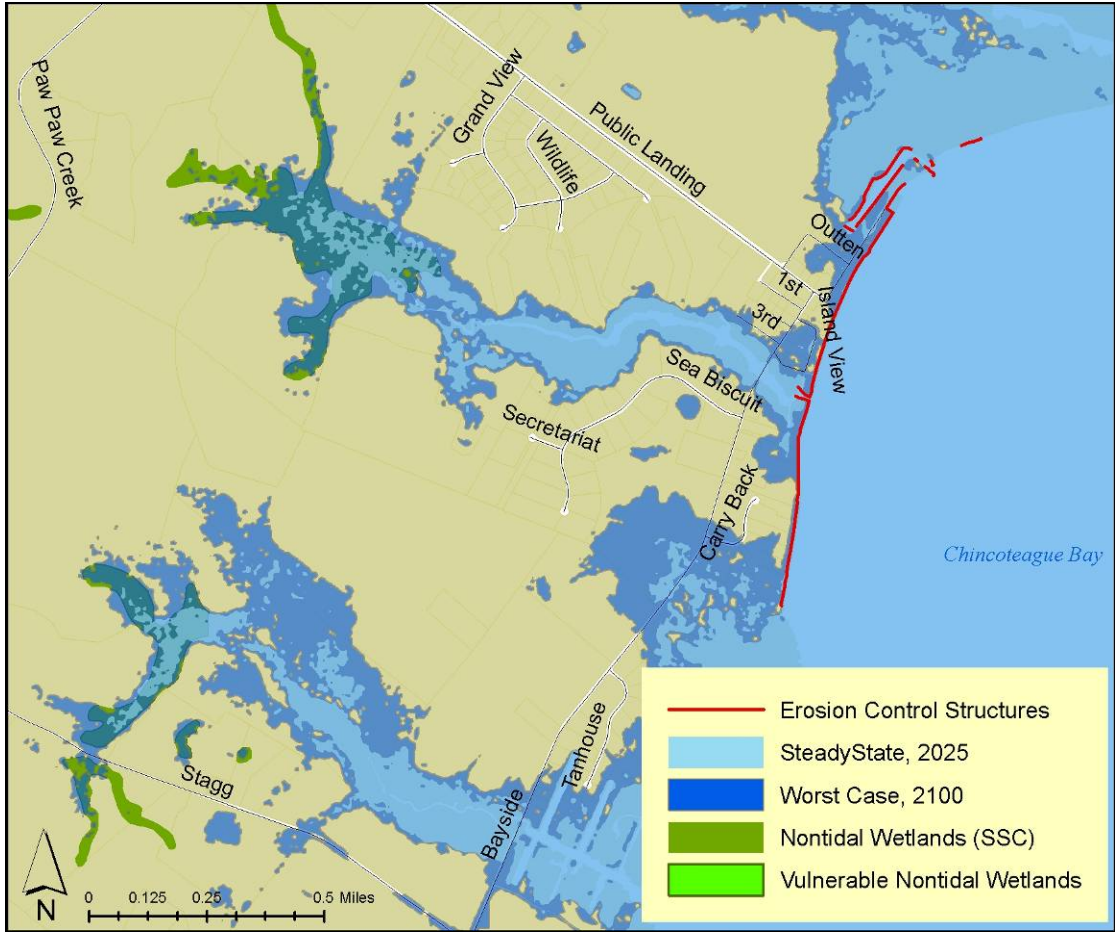 Paw Paw Creek
Grand View
Wildlife
Public Landing
Outten
1st
3rd
Island View
Sea Biscuit
Secretariat
Carry Back
Chincoteague Bay
Tanhouse
Bayside
Stagg
Erosion Control Structures
SteadyState, 2025
Worst Case, 2100
Nontidal Wetlands (SSC)
Vulnerable Nontidal Wetlands
N
0 0.125 0.25 0.5 Miles